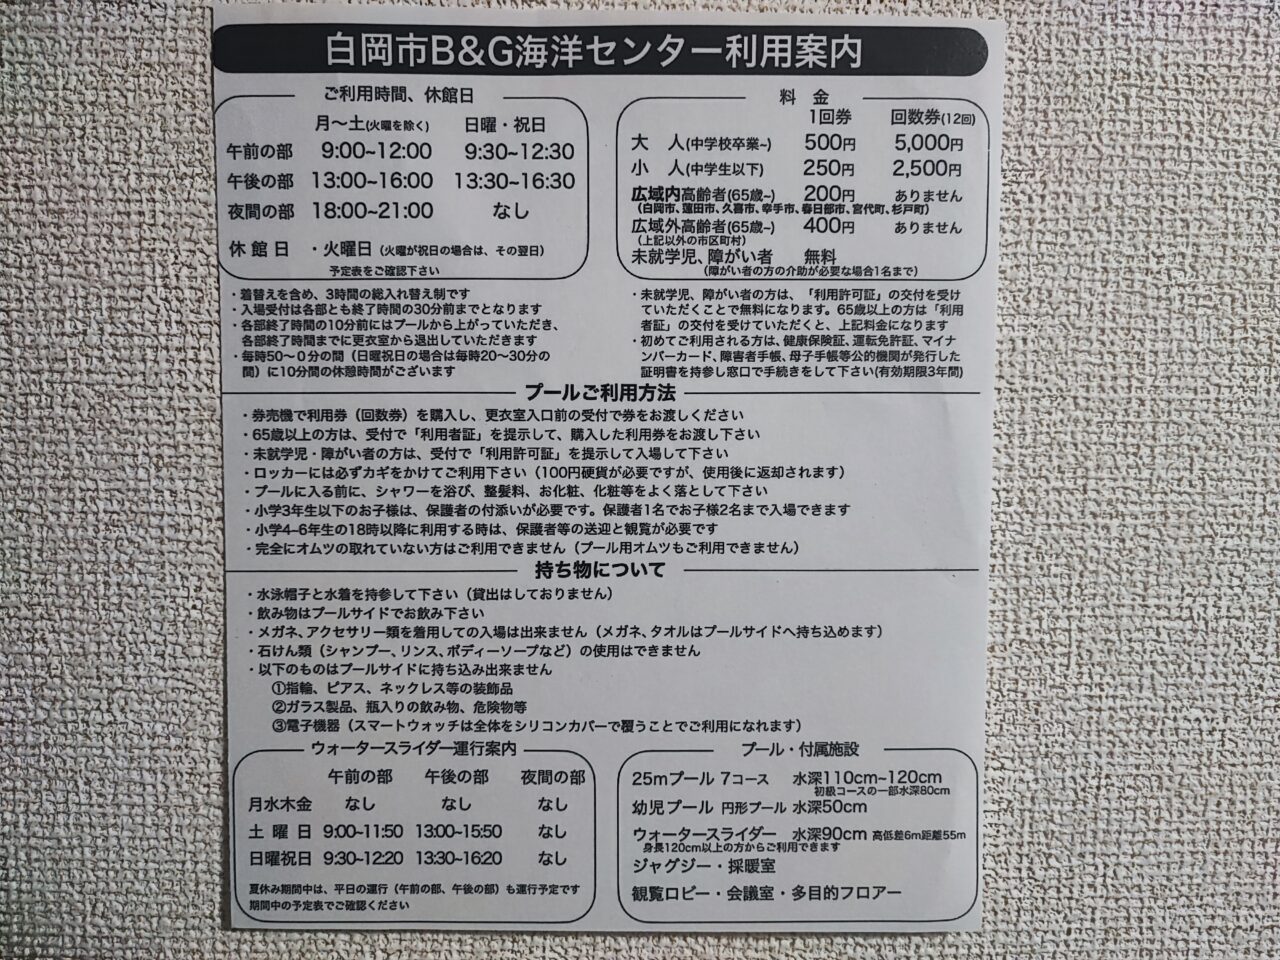 白岡市B&G海洋センター利用案内
ご利用時間、休館日
月〜土(火曜を除く) 日曜・祝日
午前の部 9:00~12:00 9:30~12:30
午後の部 13:00~16:00 13:30~16:30
夜間の部 18:00~21:00 なし
休館日 ・火曜日(火曜が祝日の場合は、その翌日)
予定表をご確認下さい
料金
1回券 回数券(12回)
大人(中学校卒業~) 500円 5,000円
小人(中学生以下) 250円 2,500円
広域内高齢者(65歳~) 200円 ありません
(白岡市、蓮田市、久喜市、幸手市、春日部市、宮代町、杉戸町)
広域外高齢者(65歳~) 400円 ありません
(上記以外の市区町村)
未就学児、障がい者 無料
(障がい者の方の介助が必要な場合1名まで)
・着替えを含め、3時間の総入れ替え制です
・入場受付は各部とも終了時間の30分前までとなります
・各部終了時間の10分前にはプールから上がっていただき、
各部終了時間までに更衣室から退出していただきます
・毎時50～0分の間(日曜祝日の場合は毎時20～30分の
間)に10分間の休憩時間がございます
・未就学児、障がい者の方は、「利用許可証」の交付を受け
ていただくことで無料になります。65歳以上の方は「利用
者証」の交付を受けていただくと、上記料金になります
・初めてご利用される方は、健康保険証、運転免許証、マイナ
ンバーカード、障害者手帳、母子手帳等公的機関が発行した
証明書を持参し窓口で手続きをして下さい(有効期限3年間)
プールご利用方法
・券売機で利用券(回数券)を購入し、更衣室入口前の受付で券をお渡しください
・65歳以上の方は、受付で「利用者証」を提示して、購入した利用券をお渡し下さい
・未就学児・障がい者の方は、受付で「利用許可証」を提示して入場して下さい
・ロッカーには必ずカギをかけてご利用下さい(100円硬貨が必要ですが、使用後に返却されます)
・プールに入る前に、シャワーを浴び、整髪料、お化粧、化粧等をよく落として下さい
・小学3年生以下のお子様は、保護者の付添いが必要です。保護者1名でお子様2名まで入場できます
・小学4–6年生の18時以降に利用する時は、保護者等の送迎と観覧が必要です
・完全にオムツの取れていない方はご利用できません(プール用オムツもご利用できません)
持ち物について
・水泳帽子と水着を持参して下さい(貸出はしておりません)
・飲み物はプールサイドでお飲み下さい
・メガネ、アクセサリー類を着用しての入場は出来ません(メガネ、タオルはプールサイドへ持ち込めます)
・石けん類(シャンプー、リンス、ボディーソープなど)の使用はできません
・以下のものはプールサイドに持ち込み出来ません
①指輪、ピアス、ネックレス等の装飾品
②ガラス製品、瓶入りの飲み物、危険物等
③電子機器(スマートウォッチは全体をシリコンカバーで覆うことでご利用になれます)
ウォータースライダー運行案内
午前の部 午後の部 夜間の部
月水木金 なし なし なし
土曜日 9:00~11:50 13:00~15:50 なし
日曜祝日 9:30~12:20 13:30~16:20 なし
夏休み期間中は、平日の運行(午前の部、午後の部)も運行予定です
期間中の予定表でご確認ください
プール・付属施設
25mプール 7コース 水深110cm~120cm
初級コースの一部水深80cm
幼児プール 円形プール 水深50cm
ウォータースライダー 水深90cm 高低差6m距離55m
身長120cm以上の方からご利用できます
ジャグジー・採暖室
観覧ロビー・会議室・多目的フロアー